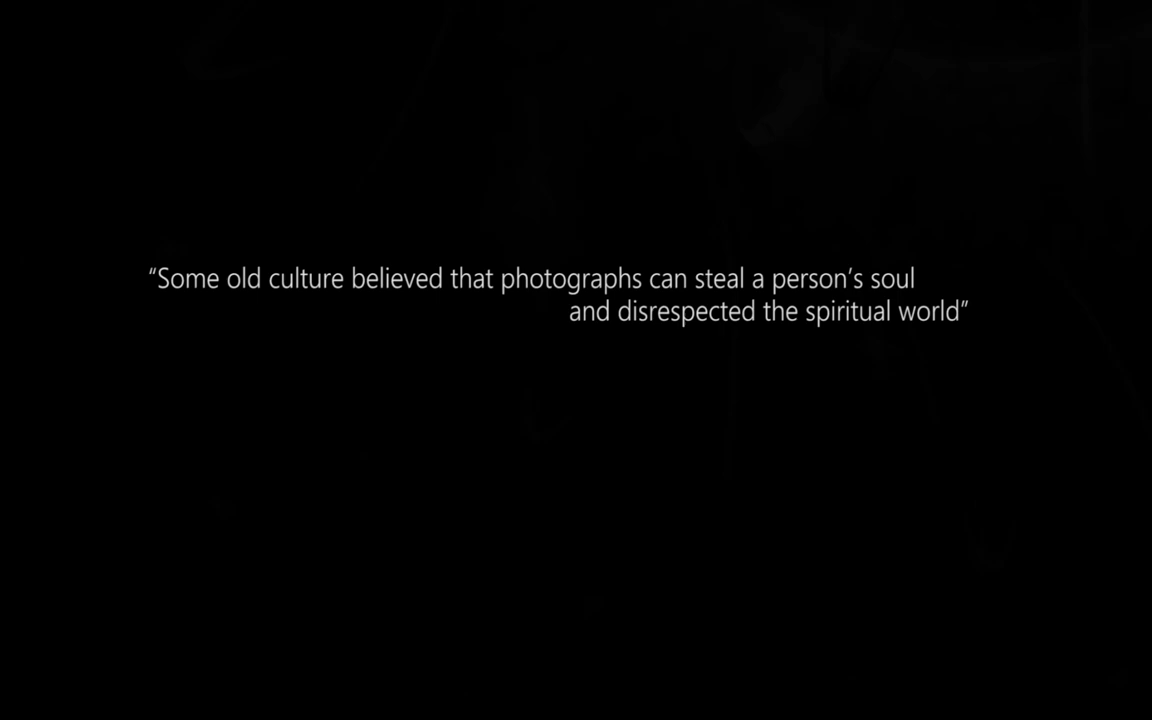 “Some old culture believed that photographs can steal a person’s soul
and disrespected the spiritual world”